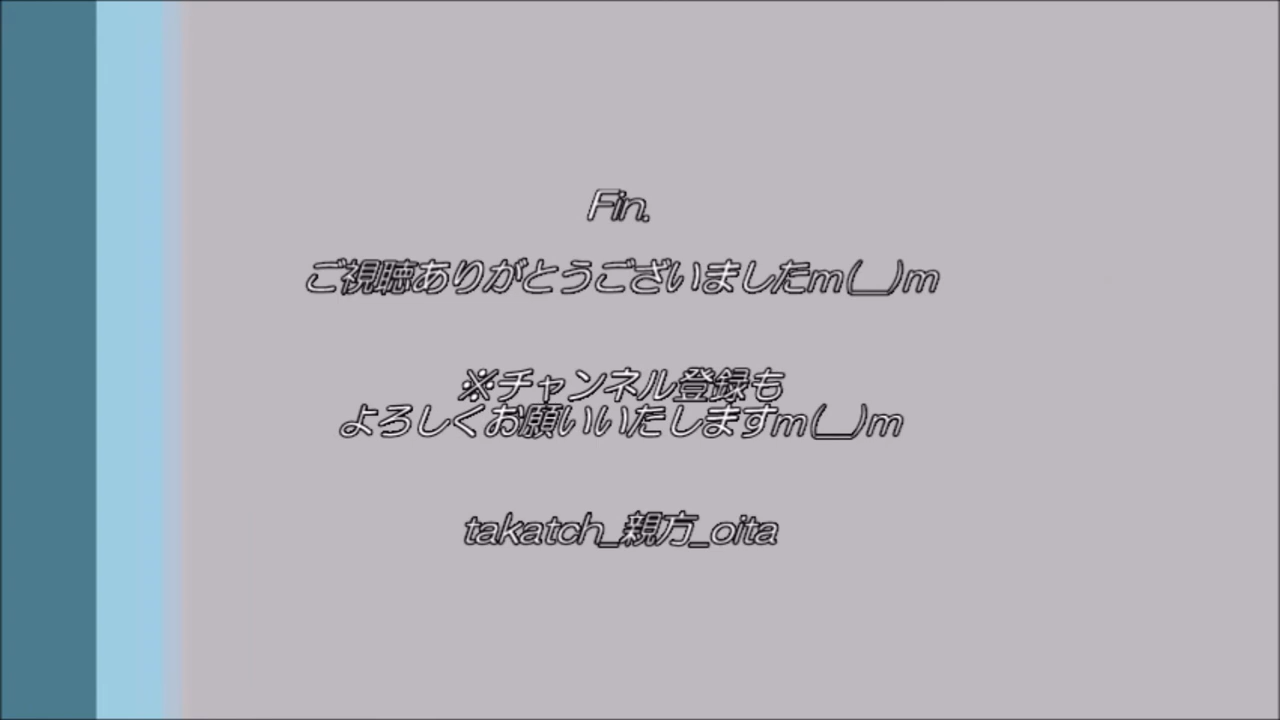 Fin.
ご視聴ありがとうございましたm(__)m
※チャンネル登録も
よろしくお願いいたしますm(__)m
takatch_親方_oita